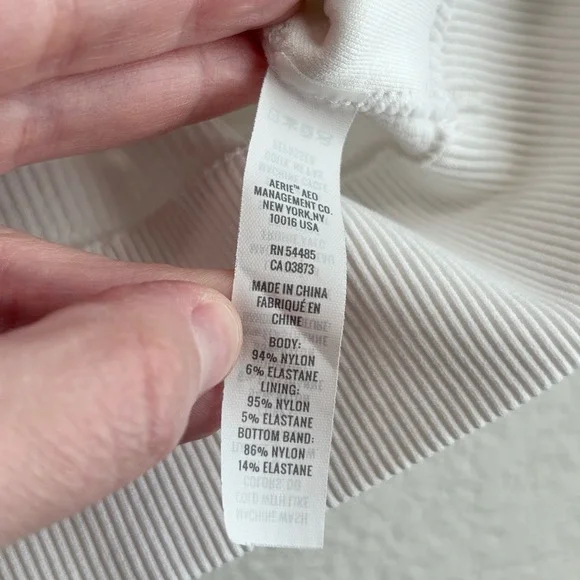 AERIE™ AEO
MANAGEMENT CO.
NEW YORK,NY
10016 USA
RN 54485
CA 03873
MADE IN CHINA
FABRIQUÉ EN
CHINE
BODY:
94% NYLON
6% ELASTANE
LINING:
95% NYLON
5% ELASTANE
BOTTOM BAND:
86% NYLON
14% ELASTANE